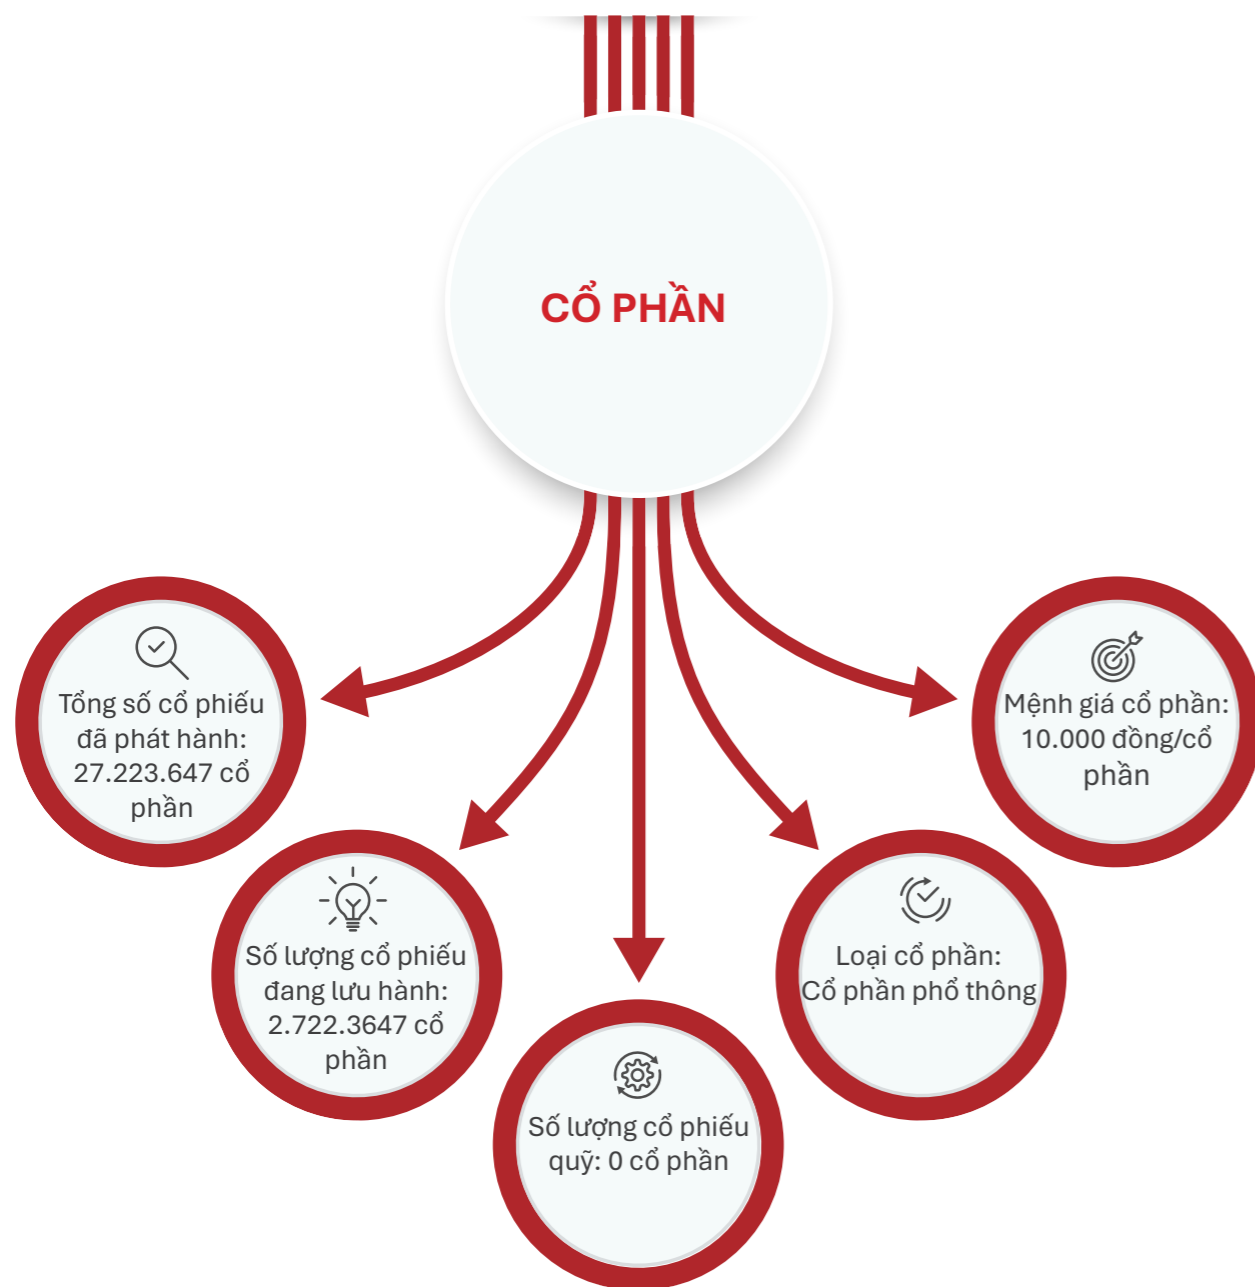 CỔ PHẦN
Tổng số cổ phiếu
đã phát hành:
27.223.647 cổ
phần
Số lượng cổ phiếu
đang lưu hành:
2.722.3647 cổ
phần
Số lượng cổ phiếu
quỹ: 0 cổ phần
Loại cổ phần:
Cổ phần phổ thông
Mệnh giá cổ phần:
10.000 đồng/cổ
phần